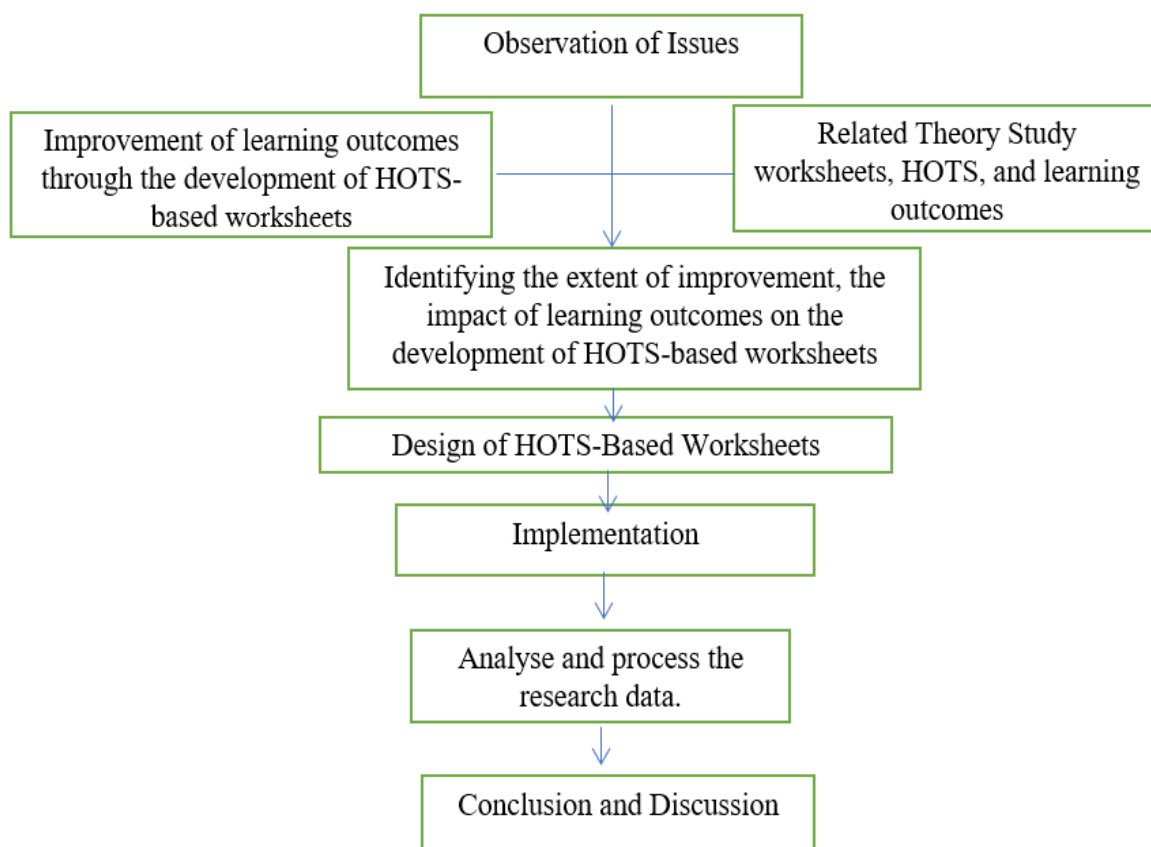 Observation of Issues
Improvement of learning outcomes
through the development of HOTS-
based worksheets
Related Theory Study
worksheets, HOTS, and learning
outcomes
Identifying the extent of improvement, the
impact of learning outcomes on the
development of HOTS-based worksheets
Design of HOTS-Based Worksheets
Implementation
Analyse and process the
research data.
Conclusion and Discussion